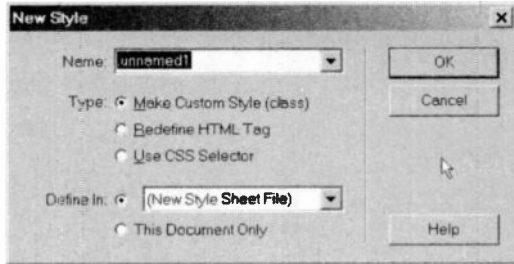 New Style
Name: unnamed1
OK
Type: Make Custom Style (class)
Cancel
Redefine HTML Tag
Use CSS Selector
Define In: (New Style Sheet File)
This Document Only
Help